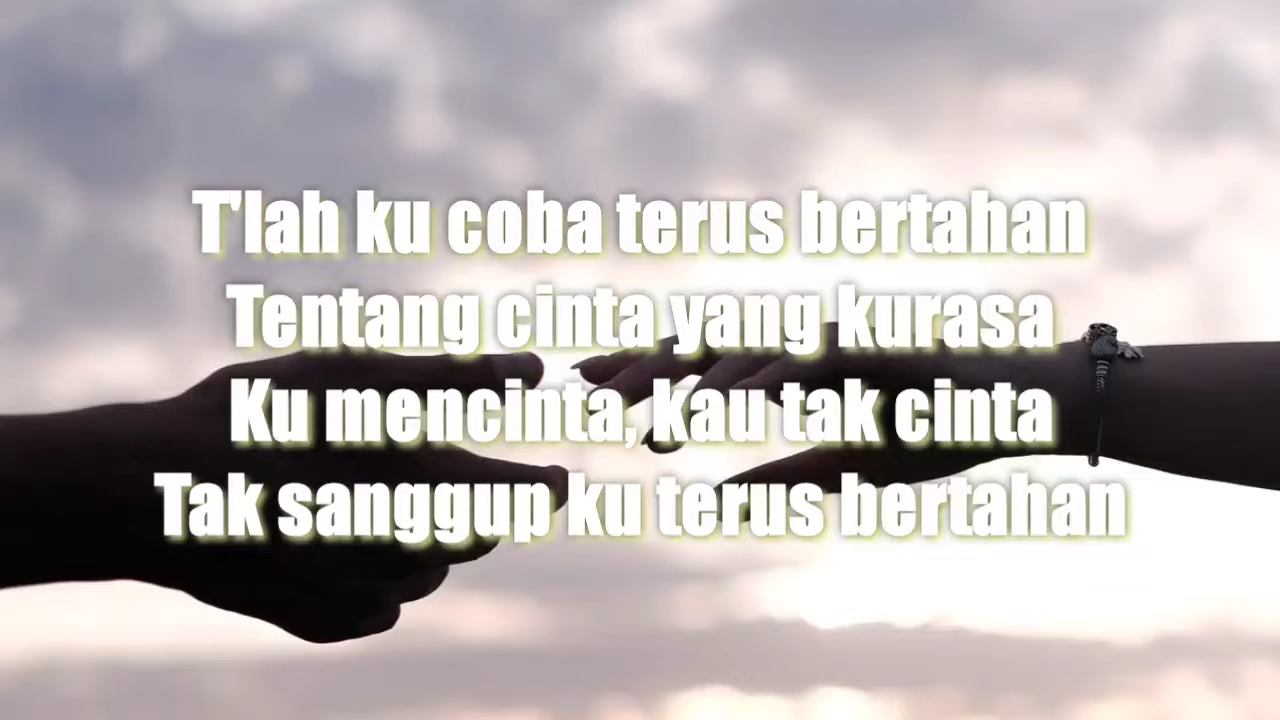 T'lah ku coba terus bertahan
Tentang cinta yang kurasa
Ku mencinta, kau tak cinta
Tak sanggup ku terus bertahan